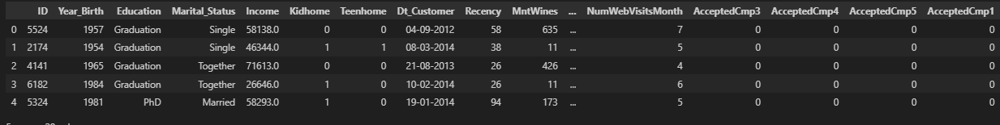 ID Year_Birth Education Marital_Status Income Kidhome Teenhome Dt_Customer Recency MntWines ... NumWebVisitsMonth AcceptedCmp3 AcceptedCmp4 AcceptedCmp5 AcceptedCmp1
0 5524 1957 Graduation Single 58138.0 0 0 04-09-2012 58 635 ... 7 0 0 0 0
1 2174 1954 Graduation Single 46344.0 1 1 08-03-2014 38 11 ... 5 0 0 0 0
2 4141 1965 Graduation Together 71613.0 0 0 21-08-2013 26 426 ... 4 0 0 0 0
3 6182 1984 Graduation Together 26646.0 1 0 10-02-2014 26 11 ... 6 0 0 0 0
4 5324 1981 PhD Married 58293.0 1 0 19-01-2014 94 173 ... 5 0 0 0 0